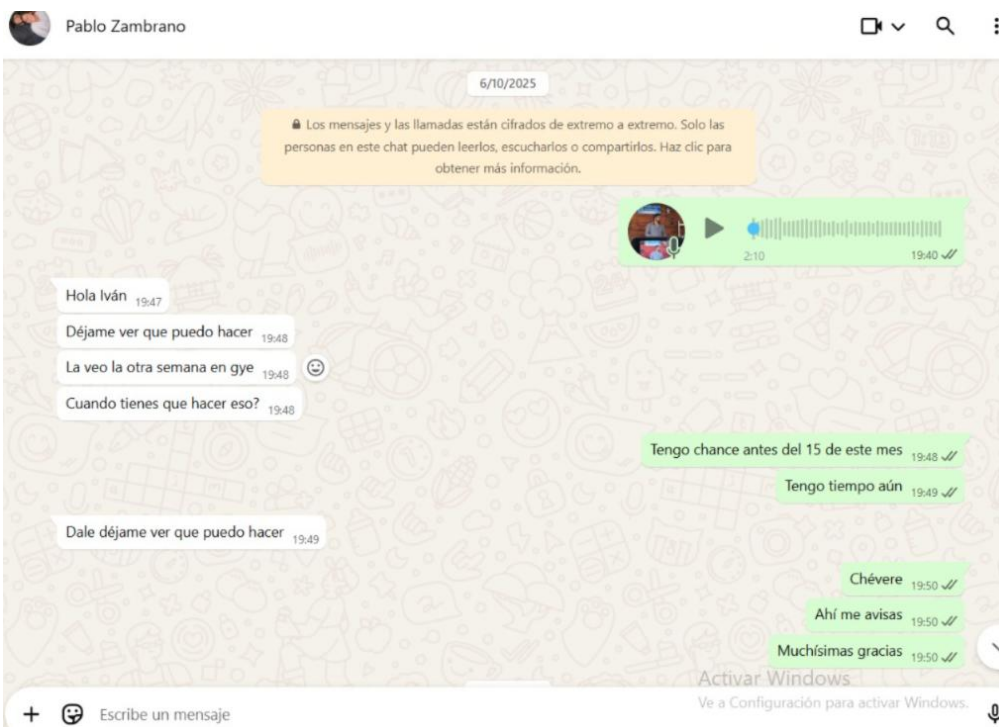 Pablo Zambrano
6/10/2025
Los mensajes y las llamadas están cifrados de extremo a extremo. Solo las
personas en este chat pueden leerlos, escucharlos o compartirlos. Haz clic para
obtener más información.
2:10 19:40
Hola Iván 19:47
Déjame ver que puedo hacer 19:48
La veo la otra semana en gye 19:48
Cuando tienes que hacer eso? 19:48
Tengo chance antes del 15 de este mes 19:48
Tengo tiempo aún 19:49
Dale déjame ver que puedo hacer 19:49
Chévere 19:50
Ahí me avisas 19:50
Muchísimas gracias 19:50
Activar Windows
Ve a Configuración para activar Windows.
Escribe un mensaje